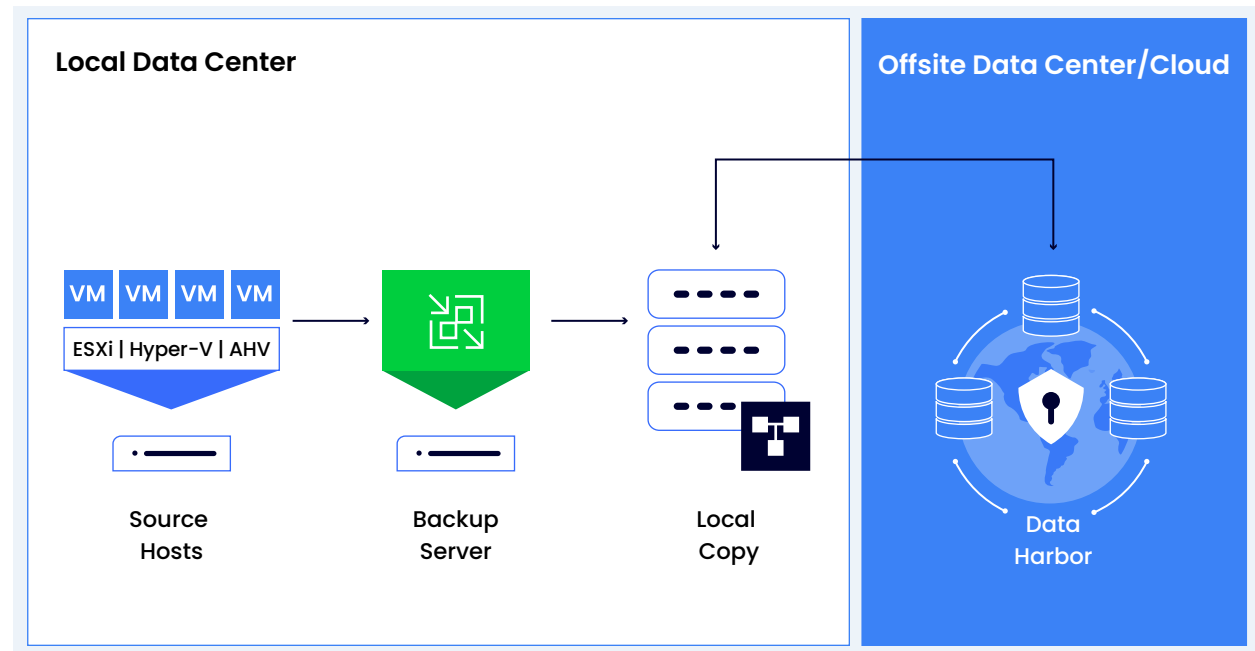 Local Data Center
Offsite Data Center/Cloud
VM VM VM VM
ESXi | Hyper-V | AHV
Source
Hosts
Backup
Server
Local
Copy
Data
Harbor